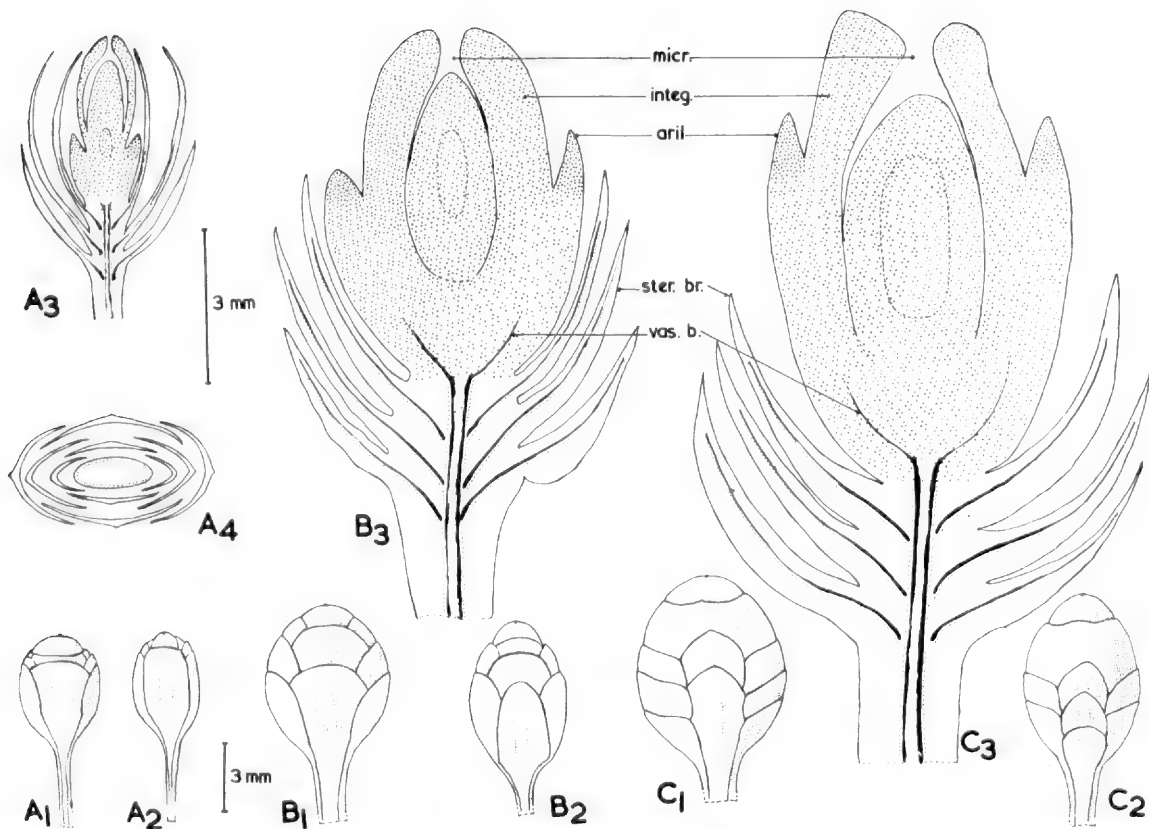 micr.
integ.
aril
A3
3 mm
ster. br.
vas. b.
A4
B3
C3
A1
A2
3 mm
B1
B2
C1
C2